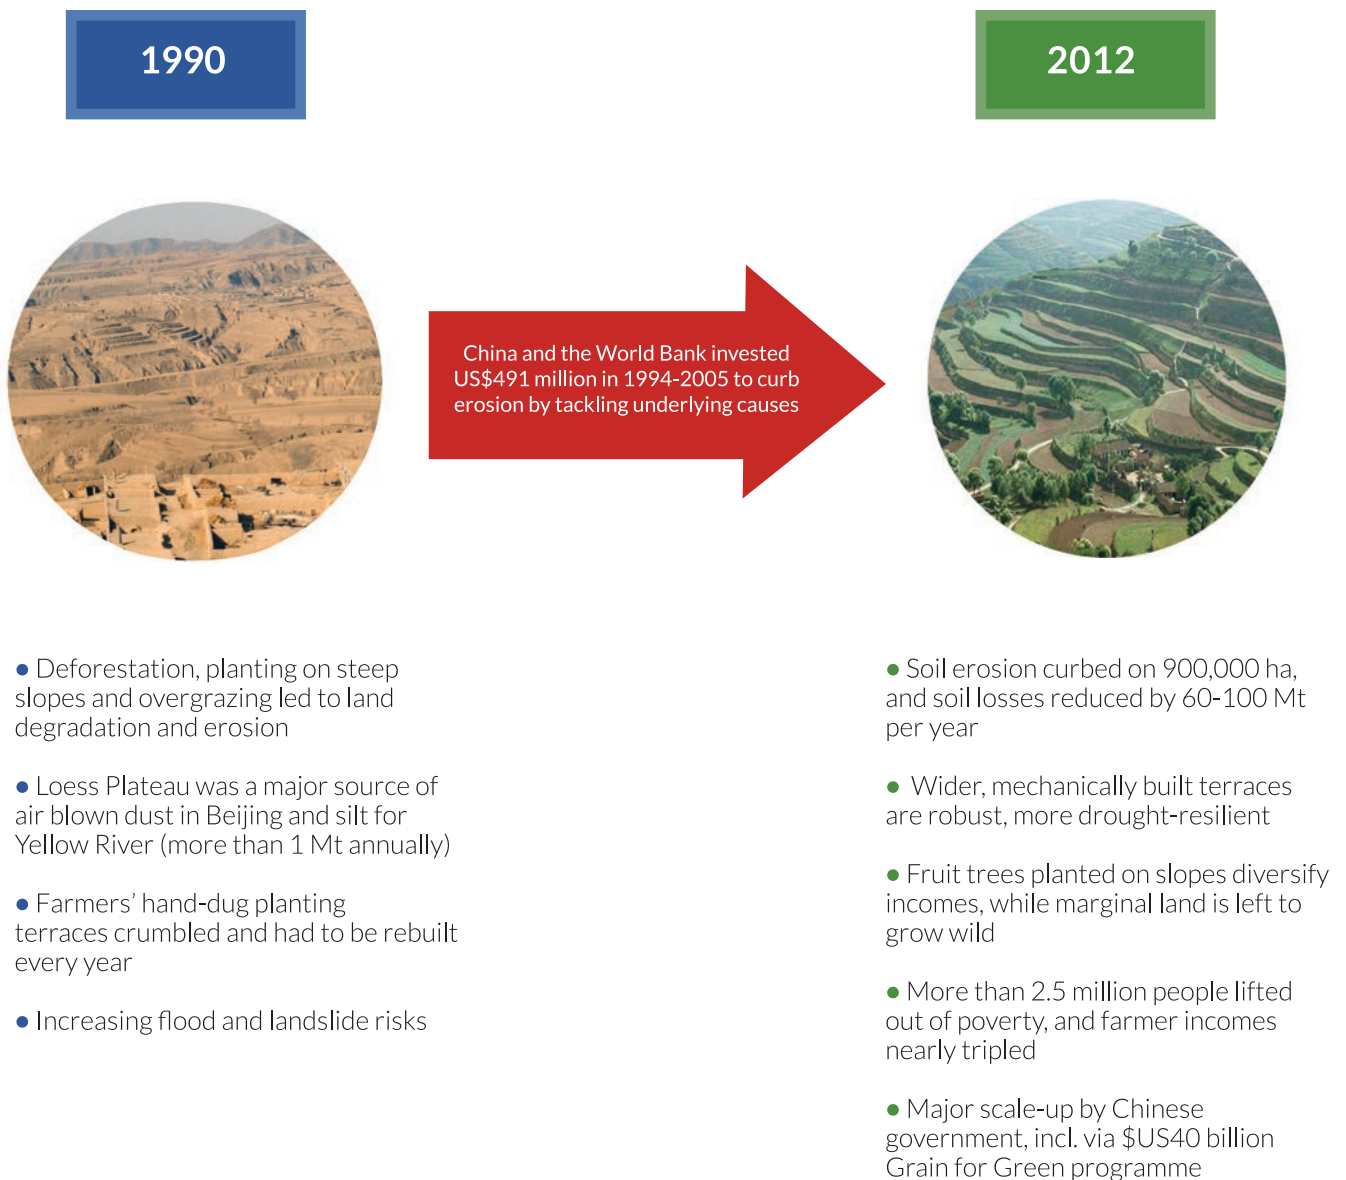 1990
2012
China and the World Bank invested
US$491 million in 1994-2005 to curb
erosion by tackling underlying causes
● Deforestation, planting on steep
slopes and overgrazing led to land
degradation and erosion
● Loess Plateau was a major source of
air blown dust in Beijing and silt for
Yellow River (more than 1 Mt annually)
● Farmers’ hand-dug planting
terraces crumbled and had to be rebuilt
every year
● Increasing flood and landslide risks
● Soil erosion curbed on 900,000 ha,
and soil losses reduced by 60-100 Mt
per year
● Wider, mechanically built terraces
are robust, more drought-resilient
● Fruit trees planted on slopes diversify
incomes, while marginal land is left to
grow wild
● More than 2.5 million people lifted
out of poverty, and farmer incomes
nearly tripled
● Major scale-up by Chinese
government, incl. via $US40 billion
Grain for Green programme